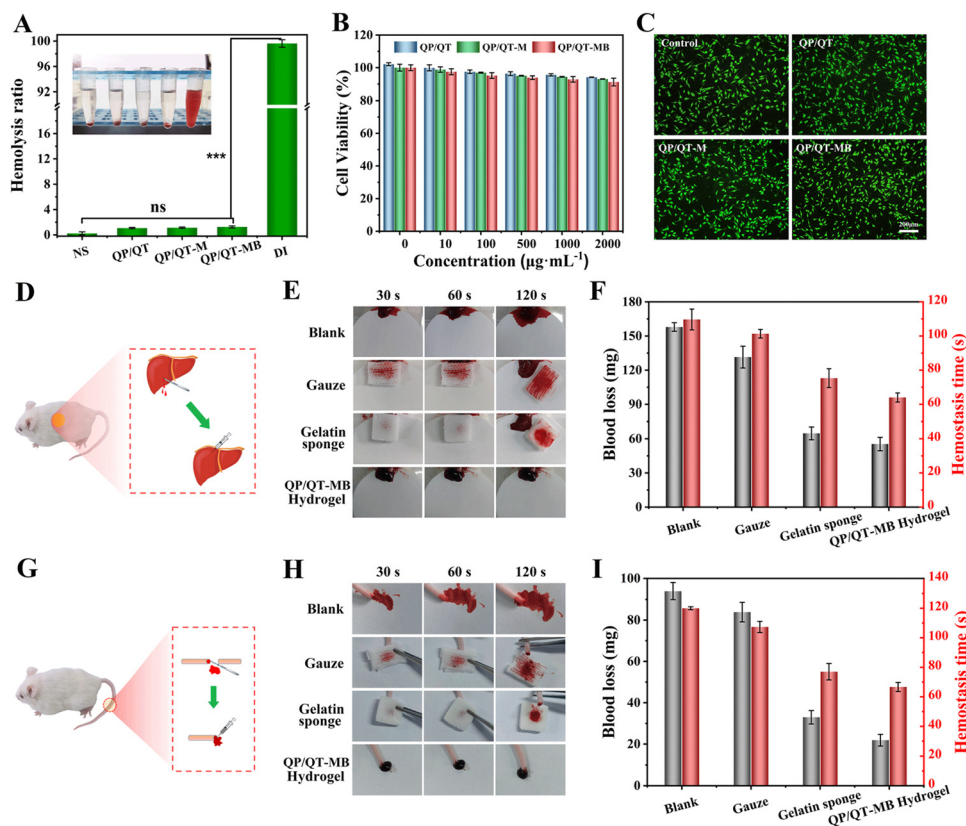 A
Hemolysis ratio
100
96
92
16
12
8
4
0
***
ns
NS
QP/QT
QP/QT-M
QP/QT-MB
DI
B
Cell Viability (%)
120
100
80
60
40
20
0
QP/QT
QP/QT-M
QP/QT-MB
0
10
100
500
1000
2000
Concentration (μg·mL⁻¹)
C
Control
QP/QT
QP/QT-M
QP/QT-MB
200μm
D
E
30 s
60 s
120 s
Blank
Gauze
Gelatin
sponge
QP/QT-MB
Hydrogel
F
Blood loss (mg)
180
150
120
90
60
30
0
Hemostasis time (s)
120
100
80
60
40
20
0
Blank
Gauze
Gelatin sponge
QP/QT-MB Hydrogel
G
H
30 s
60 s
120 s
Blank
Gauze
Gelatin
sponge
QP/QT-MB
Hydrogel
I
Blood loss (mg)
100
80
60
40
20
0
Hemostasis time (s)
140
120
100
80
60
40
20
0
Blank
Gauze
Gelatin sponge
QP/QT-MB Hydrogel